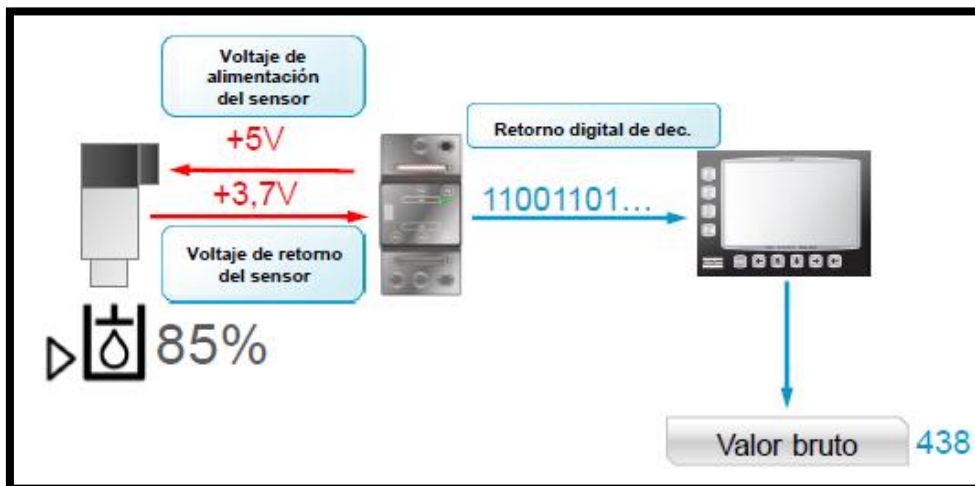 Voltaje de
alimentación
del sensor
+5V
Retorno digital de dec.
+3,7V
11001101...
Voltaje de retorno
del sensor
85%
Valor bruto 438